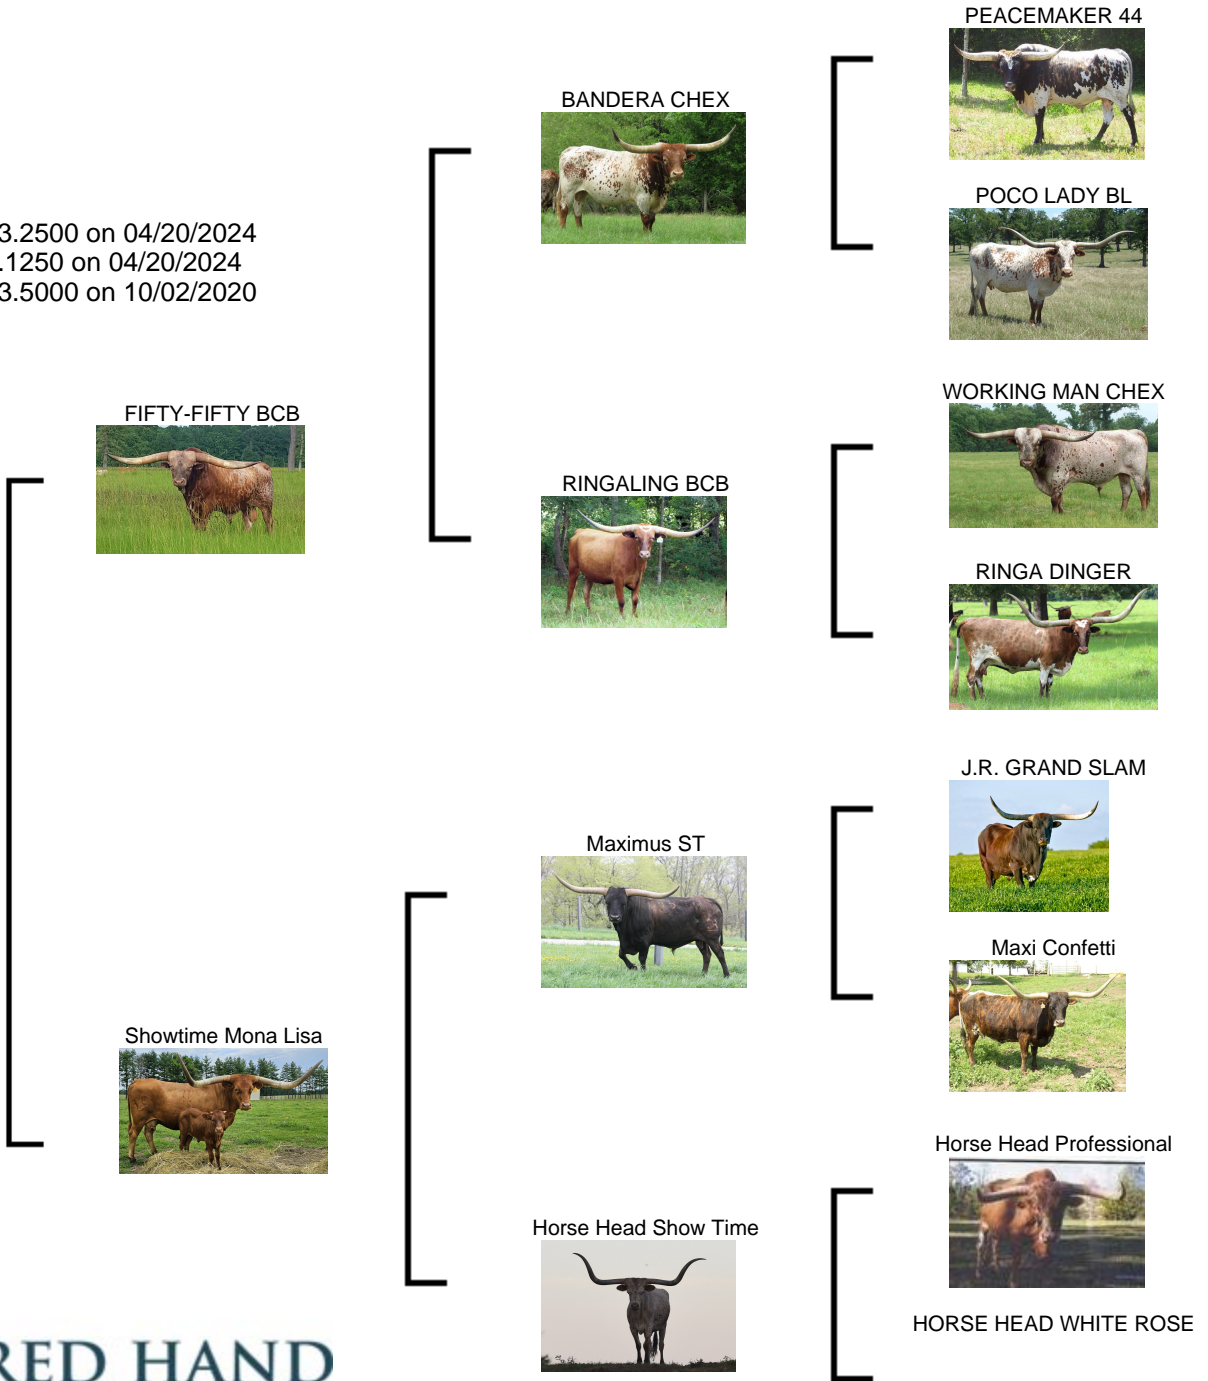 PEACEMAKER 44
BANDERA CHEX
POCO LADY BL
3.2500 on 04/20/2024
.1250 on 04/20/2024
3.5000 on 10/02/2020
WORKING MAN CHEX
FIFTY-FIFTY BCB
RINGALING BCB
RINGA DINGER
J.R. GRAND SLAM
Maximus ST
Maxi Confetti
Showtime Mona Lisa
Horse Head Professional
Horse Head Show Time
HORSE HEAD WHITE ROSE
RED HAND